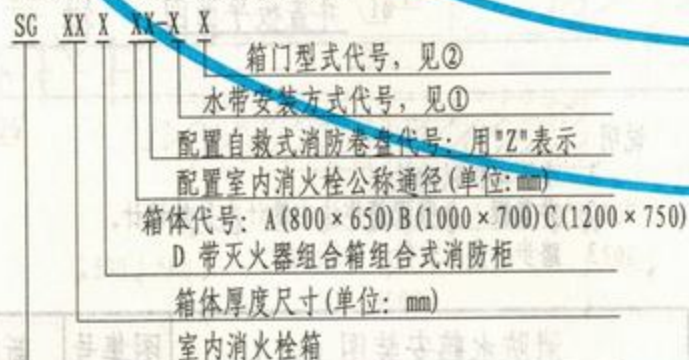 SG XX X XX-X X
箱门型式代号，见②
水带安装方式代号，见①
配置自救式消防卷盘代号：用"Z"表示
配置室内消火栓公称通径(单位：mm)
箱体代号：A(800×650)B(1000×700)C(1200×750)
D 带灭火器组合箱组合式消防柜
箱体厚度尺寸(单位：mm)
室内消火栓箱